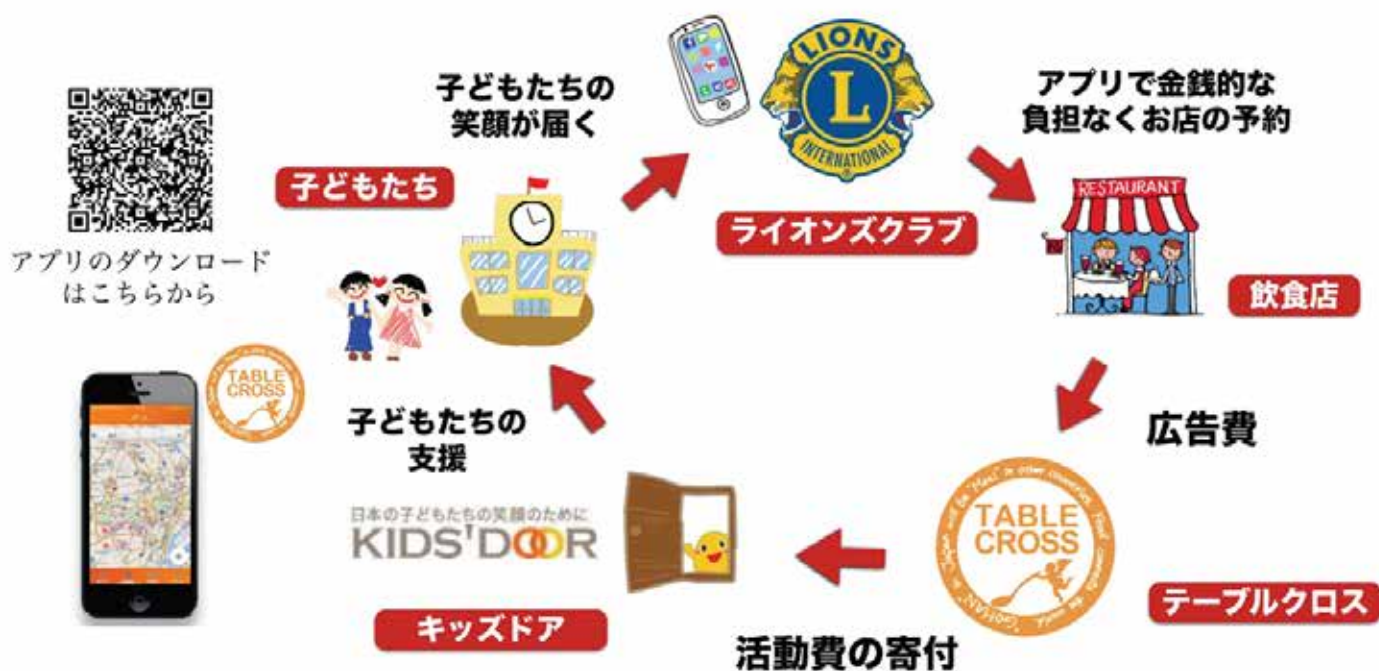 子どもたちの
笑顔が届く
LIONS
L
INTERNATIONAL
®
アプリで金銭的な
負担なくお店の予約
子どもたち
ライオンズクラブ
RESTAURANT
飲食店
アプリのダウンロード
はこちらから
TABLE
CROSS
子どもたちの
支援
広告費
日本の子どもたちの笑顔のために
KIDS'DOOR
TABLE
CROSS
キッズドア
テーブルクロス
活動費の寄付